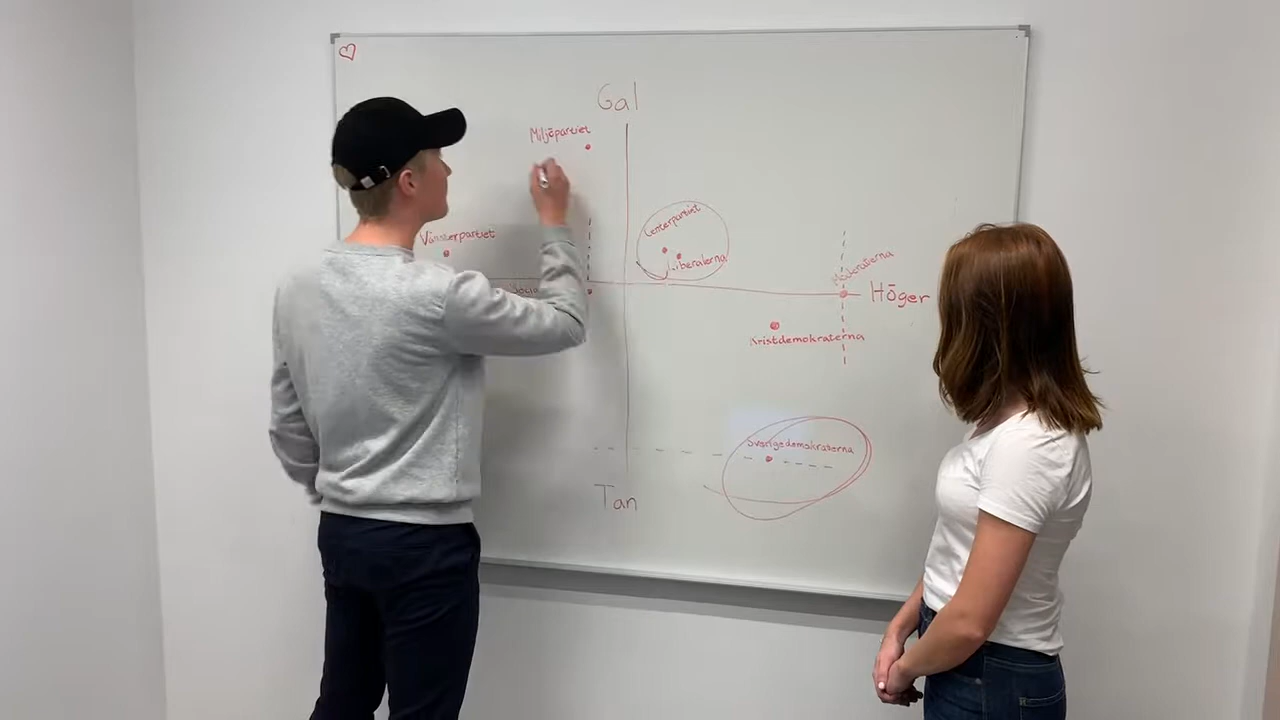 Gal
Miljöpartiet
Centerpartiet
Vänsterpartiet
Liberalerna
Moderaterna
Höger
Kristdemokraterna
Sverigedemokraterna
Tan